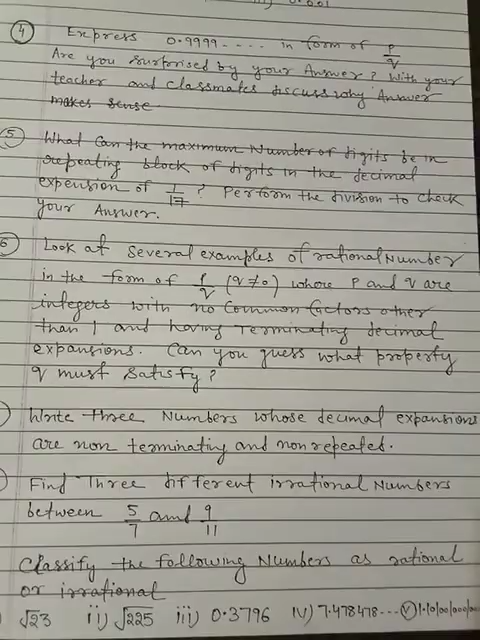 0.001
④ Express 0.9999.... in form of p/q
Are you surprised by your Answer? With your
teacher and classmates discuss why Answer
makes sense
⑤ What can the maximum Number of digits be in
repeating block of digits in the decimal
expension of 1/17? Perform the division to check
your Answer.
6 Look at several examples of rational Number
in the form of p/q (q≠0) whore p and q are
integers with no common factors other
than 1 and having terminating decimal
expansions. Can you guess what property
q must satisfy?
Write three Numbers whose decimal expansions
are non terminating and non repeated.
Find Three different irrational Numbers
between 5/7 and 9/11
Classify the following Numbers as rational
or irrational
√23 ii) √225 iii) 0.3796 iv) 7.478478... ⓥ 1.101001000